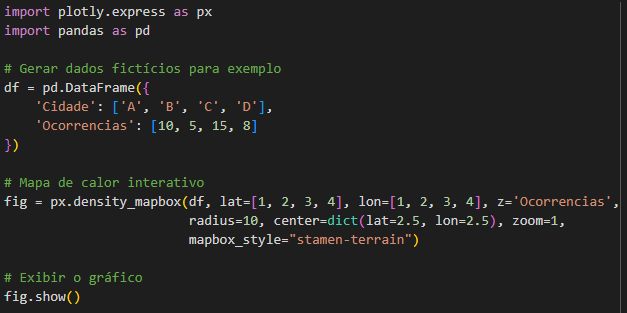 import plotly.express as px
import pandas as pd
# Gerar dados fictícios para exemplo
df = pd.DataFrame({
    'Cidade': ['A', 'B', 'C', 'D'],
    'Ocorrencias': [10, 5, 15, 8]
})
# Mapa de calor interativo
fig = px.density_mapbox(df, lat=[1, 2, 3, 4], lon=[1, 2, 3, 4], z='Ocorrencias',
                        radius=10, center=dict(lat=2.5, lon=2.5), zoom=1,
                        mapbox_style="stamen-terrain")
# Exibir o gráfico
fig.show()